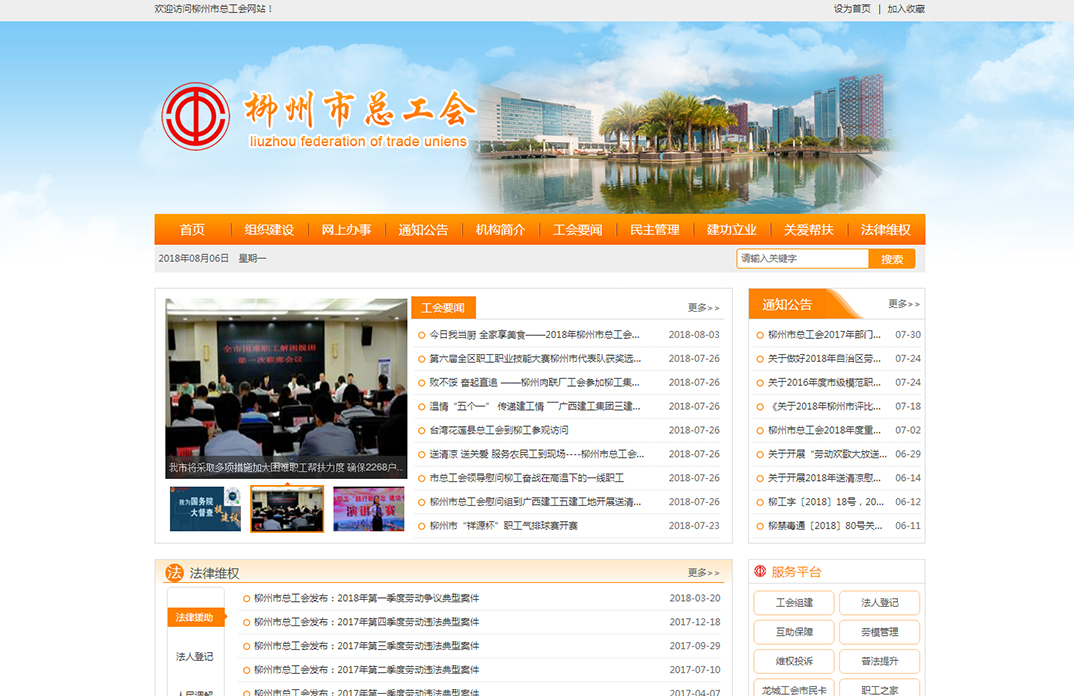 欢迎访问柳州市总工会网站！
设为首页 | 加入收藏
柳州市总工会
liuzhou federation of trade uniens
首页 组织建设 网上办事 通知公告 机构简介 工会要闻 民主管理 建功立业 关爱帮扶 法律维权
2018年08月06日 星期一
请输入关键字 搜索
全市困难职工解困脱困
第一次联席会议
我市将采取多项措施加大困难职工帮扶力度 确保2268户...
我为国务院
大督查
提建议
工会要闻 更多>>
今日我当厨 全家享美食——2018年柳州市总工会... 2018-08-03
第六届全区职工职业技能大赛柳州市代表队获奖选... 2018-07-26
败不馁 奋起直追 ——柳州肉联厂工会参加柳工集... 2018-07-26
温情“五个一” 传递建工情 ——广西建工集团三建... 2018-07-26
台湾花莲县总工会到柳工参观访问 2018-07-26
送清凉 送关爱 服务农民工到现场----柳州市总工会... 2018-07-26
市总工会领导慰问柳工奋战在高温下的一线职工 2018-07-26
柳州市总工会慰问组到广西建工五建工地开展送清... 2018-07-26
柳州市“祥源杯”职工气排球赛开赛 2018-07-23
通知公告 更多>>
柳州市总工会2017年部门... 07-30
关于做好2018年自治区劳... 07-24
关于2016年度市级模范职... 07-24
《关于2018年柳州市评比... 07-18
柳州市总工会2018年度重... 07-02
关于开展“劳动欢歌大放送... 06-29
关于开展2018年送清凉慰... 06-14
柳工字［2018］18号，20... 06-12
柳禁毒通［2018］80号关... 06-11
法 法律维权 更多>>
法律援助
法人登记
人民调解
柳州市总工会发布：2018年第一季度劳动争议典型案件 2018-03-20
柳州市总工会发布：2017年第四季度劳动违法典型案件 2017-12-18
柳州市总工会发布：2017年第三季度劳动违法典型案件 2017-09-29
柳州市总工会发布：2017年第二季度劳动违法典型案件 2017-07-10
柳州市总工会发布：2017年第一季度劳动违法典型案件 2017-04-07
服务平台
工会组建 法人登记
互助保障 劳模管理
维权投诉 普法提升
龙城工会市民卡 职工之家